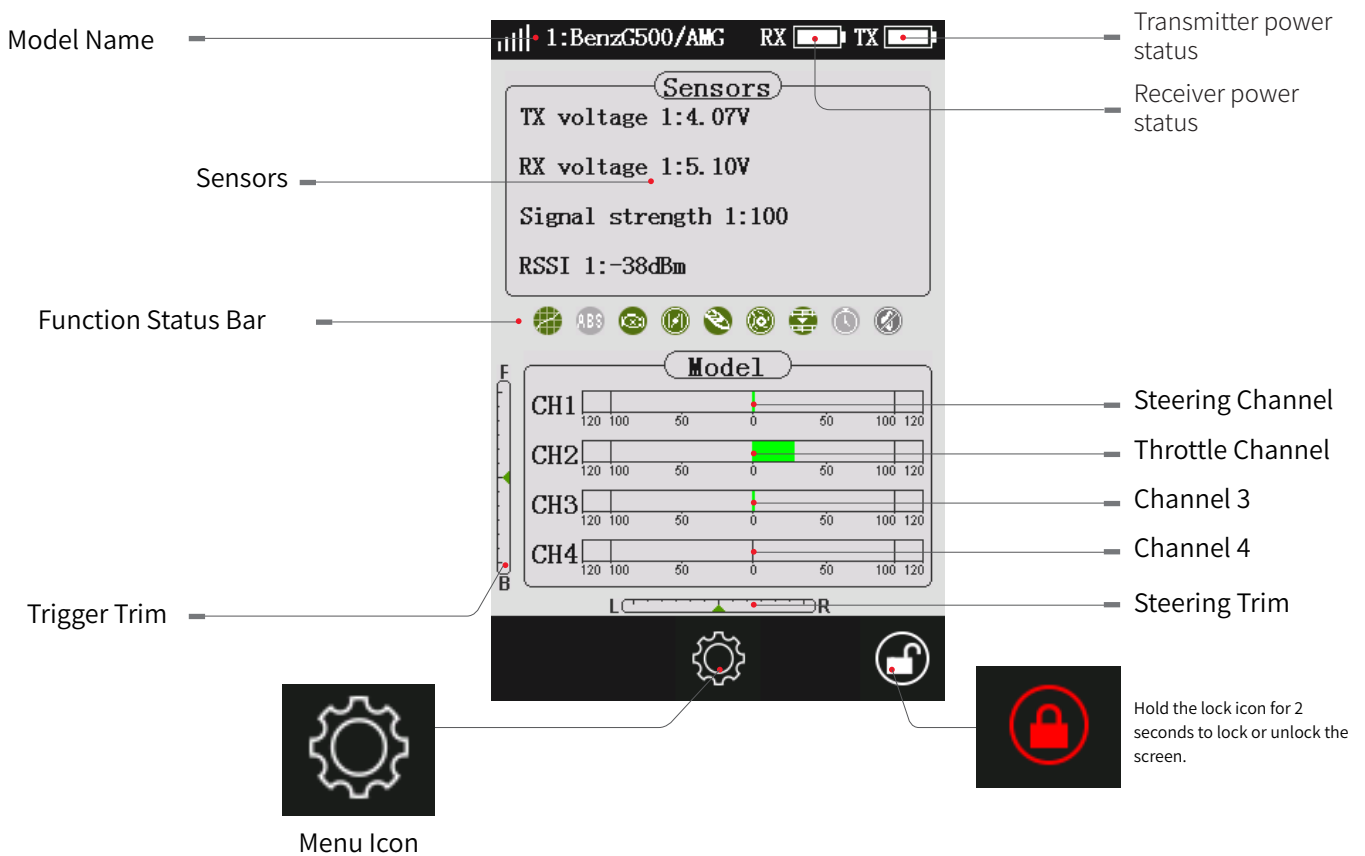 Model Name
1:BenzG500/AMG RX TX
Transmitter power
status
Receiver power
status
Sensors
TX voltage 1:4.07V
RX voltage 1:5.10V
Signal strength 1:100
RSSI 1:-38dBm
Sensors
Function Status Bar
ABS
Model
F
B
CH1
120 100 50 0 50 100 120
CH2
120 100 50 0 50 100 120
CH3
120 100 50 0 50 100 120
CH4
120 100 50 0 50 100 120
L R
Steering Channel
Throttle Channel
Channel 3
Channel 4
Steering Trim
Trigger Trim
Menu Icon
Hold the lock icon for 2
seconds to lock or unlock the
screen.